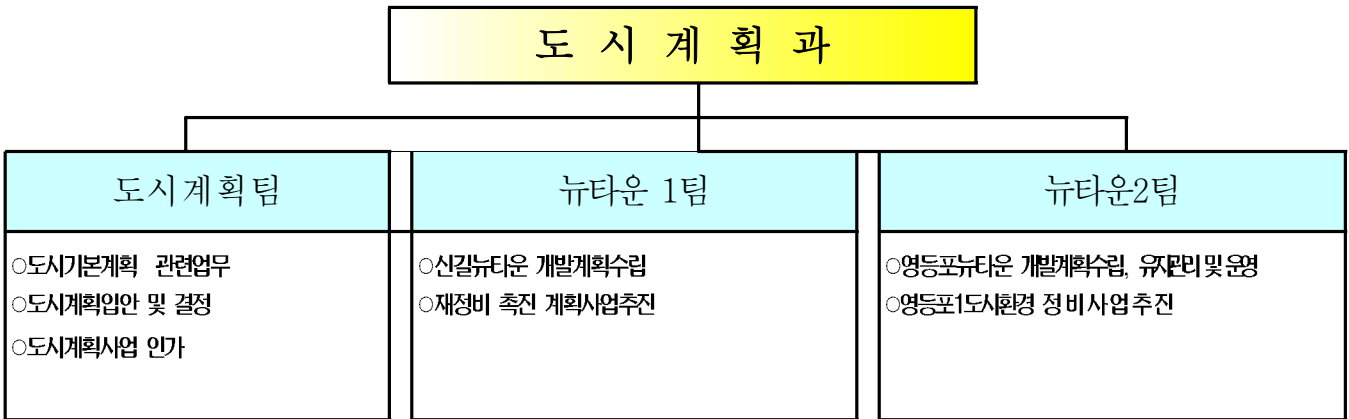 도 시 계 획 과
도시계획팀
○도시기본계획 관련업무
○도시계획입안 및 결정
○도시계획사업 인가
뉴타운 1팀
○신길뉴타운 개발계획수립
○재정비 촉진 계획사업추진
뉴타운2팀
○영등포뉴타운 개발계획수립, 유지관리 및 운영
○영등포1도시환경 정비사업추진